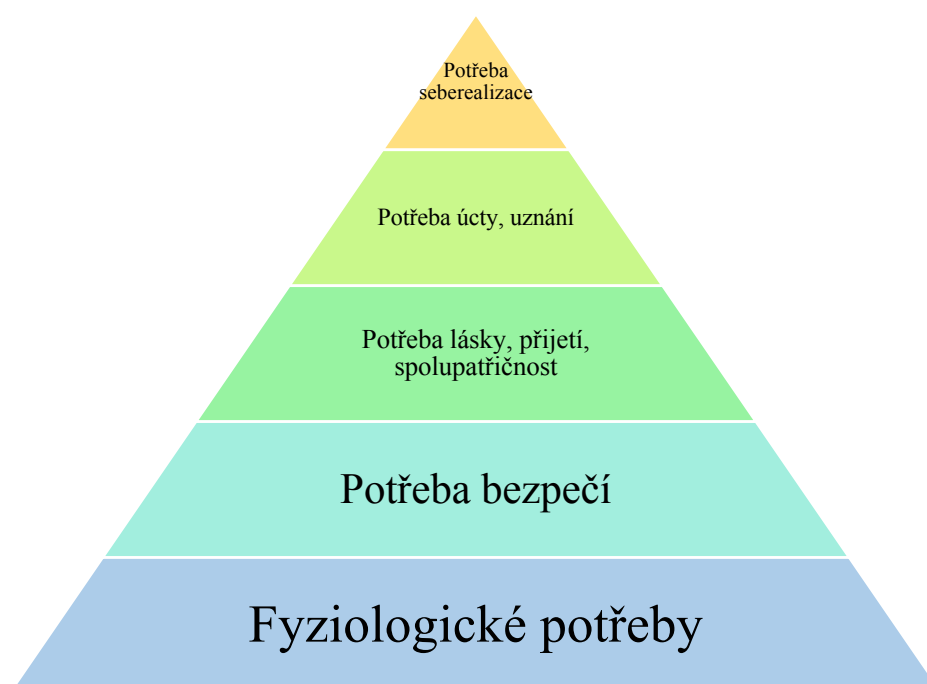 Potřeba
seberealizace
Potřeba úcty, uznání
Potřeba lásky, přijetí,
spolupatřičnost
Potřeba bezpečí
Fyziologické potřeby